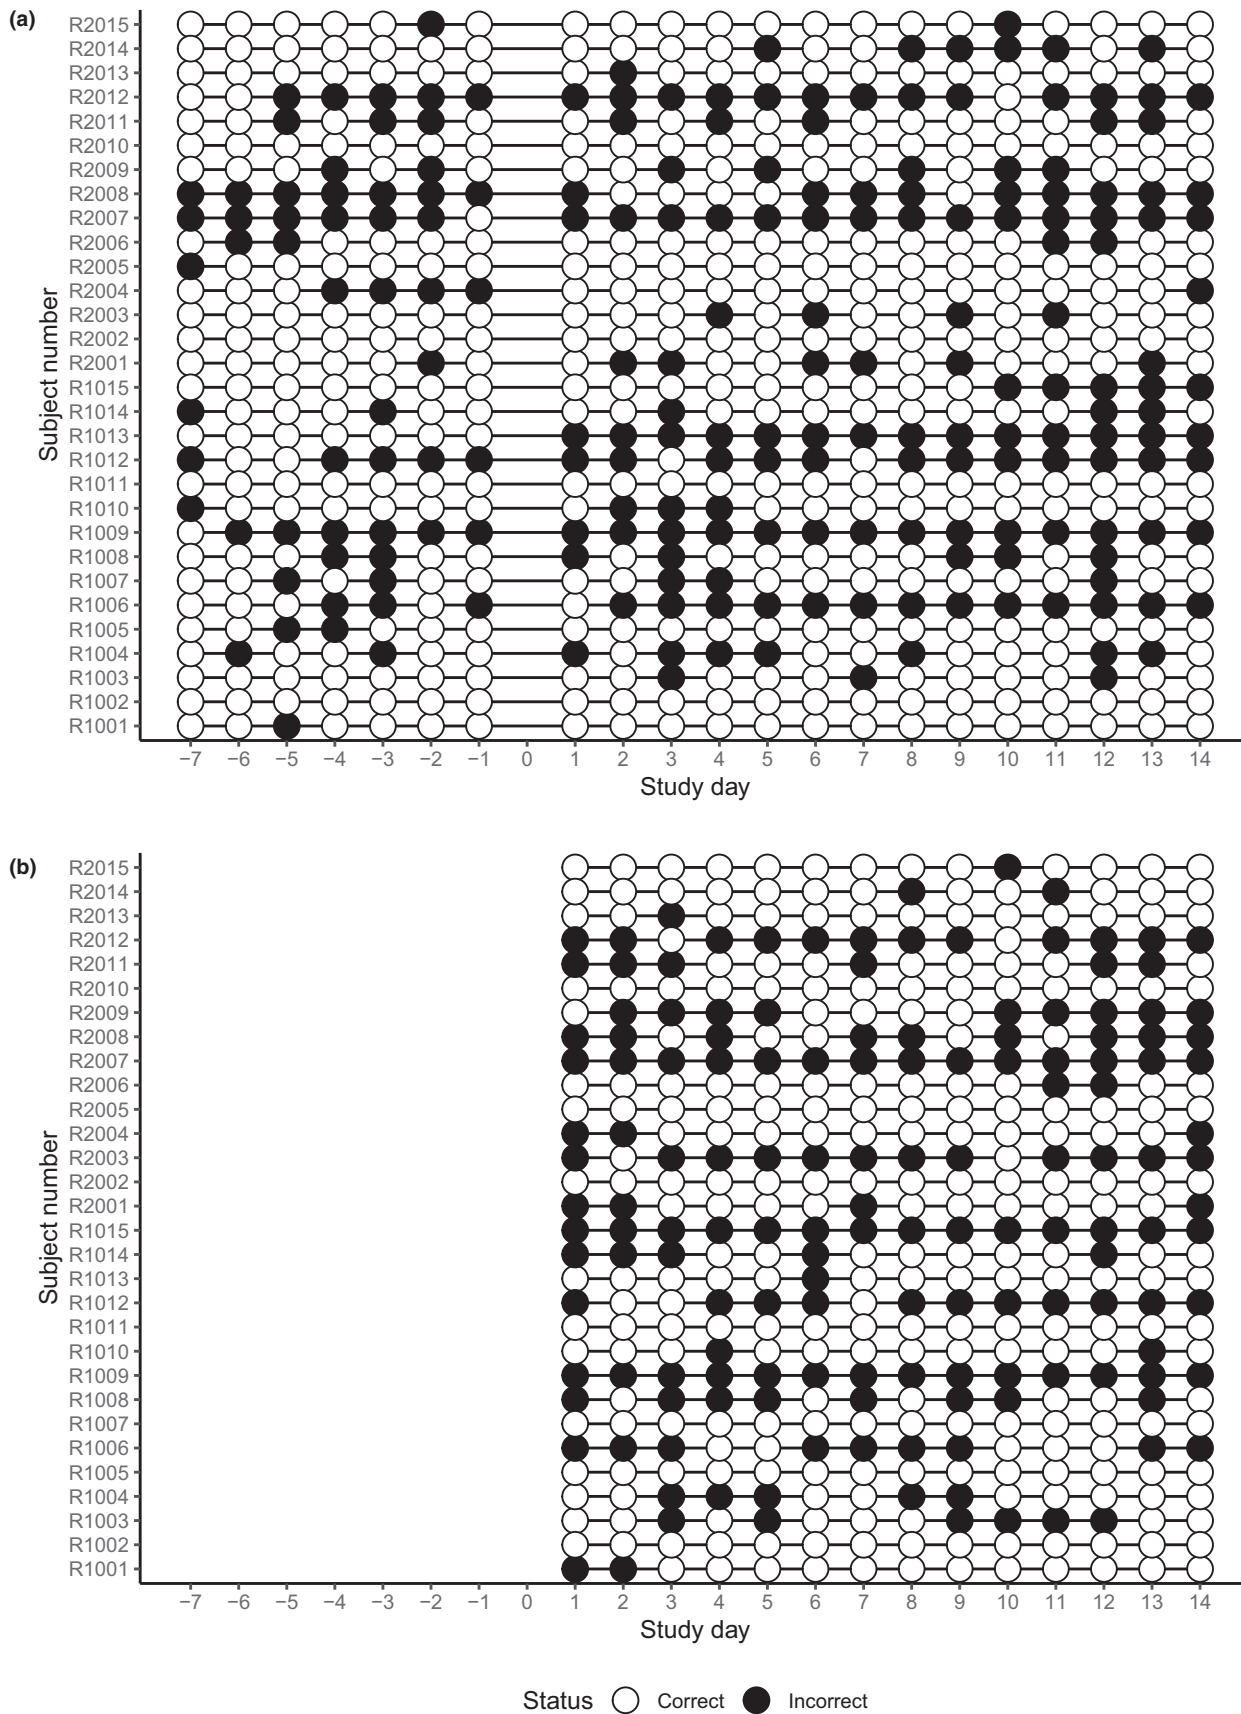 (a)
R2015
R2014
R2013
R2012
R2011
R2010
R2009
R2008
R2007
R2006
R2005
R2004
R2003
R2002
R2001
R1015
R1014
R1013
R1012
R1011
R1010
R1009
R1008
R1007
R1006
R1005
R1004
R1003
R1002
R1001
Subject number
−7 −6 −5 −4 −3 −2 −1 0 1 2 3 4 5 6 7 8 9 10 11 12 13 14
Study day
(b)
R2015
R2014
R2013
R2012
R2011
R2010
R2009
R2008
R2007
R2006
R2005
R2004
R2003
R2002
R2001
R1015
R1014
R1013
R1012
R1011
R1010
R1009
R1008
R1007
R1006
R1005
R1004
R1003
R1002
R1001
Subject number
−7 −6 −5 −4 −3 −2 −1 0 1 2 3 4 5 6 7 8 9 10 11 12 13 14
Study day
Status Correct Incorrect